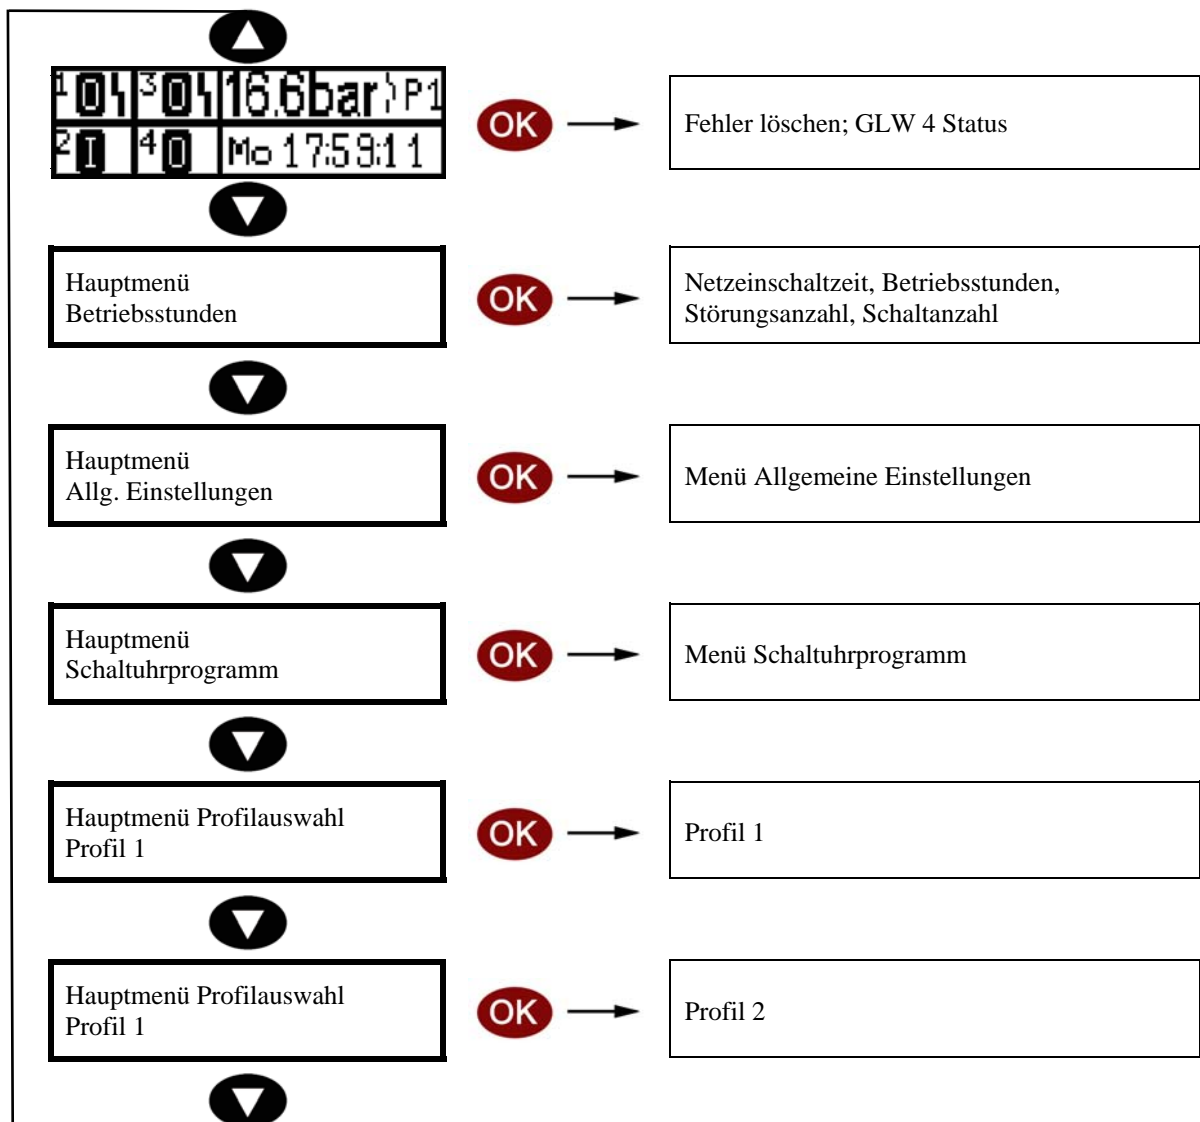 1 0 3 0 16.6bar P1
2 I 4 0 Mo 17:59:11
OK
Fehler löschen; GLW 4 Status
Hauptmenü
Betriebsstunden
OK
Netzeinschaltzeit, Betriebsstunden,
Störungsanzahl, Schaltanzahl
Hauptmenü
Allg. Einstellungen
OK
Menü Allgemeine Einstellungen
Hauptmenü
Schaltuhrprogramm
OK
Menü Schaltuhrprogramm
Hauptmenü Profilauswahl
Profil 1
OK
Profil 1
Hauptmenü Profilauswahl
Profil 1
OK
Profil 2